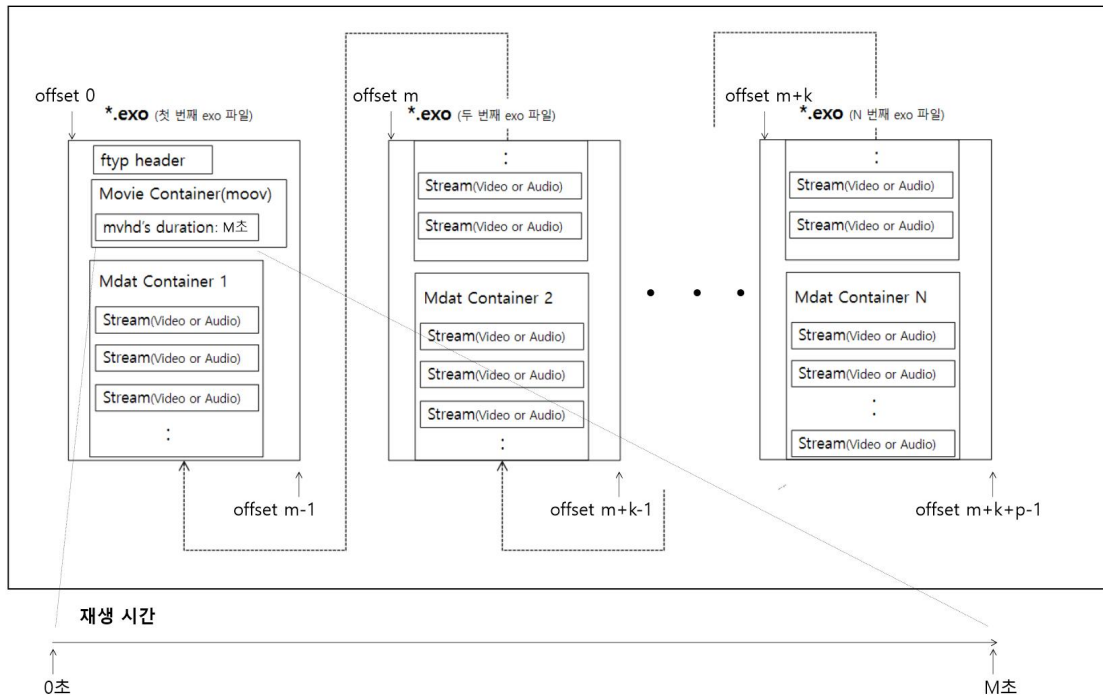 offset 0
*.exo (첫 번째 exo 파일)
ftyp header
Movie Container(moov)
mvhd's duration: M초
Mdat Container 1
Stream(Video or Audio)
Stream(Video or Audio)
Stream(Video or Audio)
:
offset m-1
offset m
*.exo (두 번째 exo 파일)
:
Stream(Video or Audio)
Stream(Video or Audio)
Mdat Container 2
Stream(Video or Audio)
Stream(Video or Audio)
Stream(Video or Audio)
:
offset m+k-1
• • •
offset m+k
*.exo (N 번째 exo 파일)
:
Stream(Video or Audio)
Stream(Video or Audio)
Mdat Container N
Stream(Video or Audio)
Stream(Video or Audio)
:
Stream(Video or Audio)
offset m+k+p-1
재생 시간
0초
M초